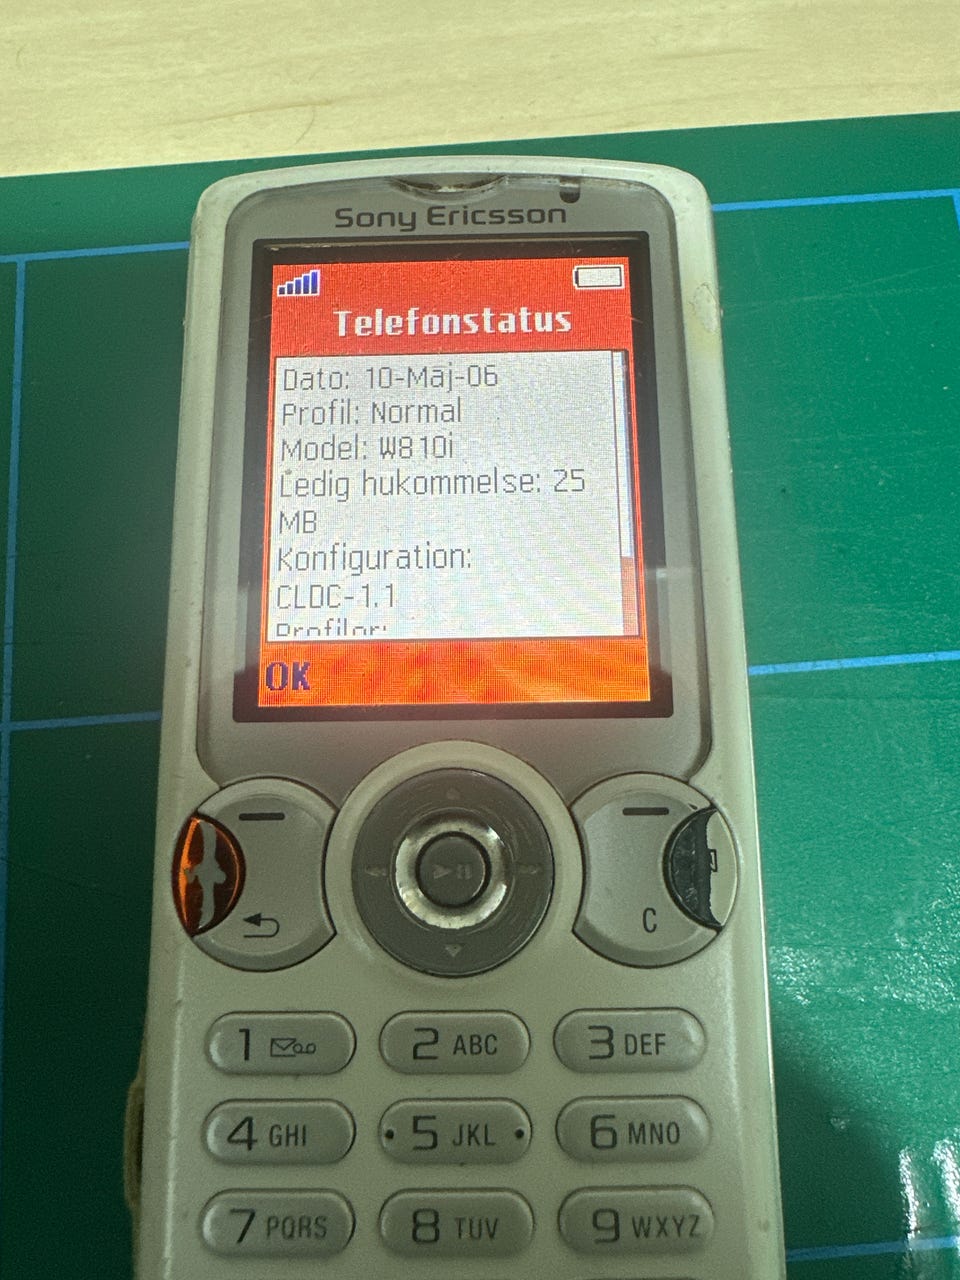 Sony Ericsson
Telefonstatus
Dato: 10-Maj-06
Profil: Normal
Model: W810i
Ledig hukommelse: 25
MB
Konfiguration:
CLDC-1.1
Profiler:
OK
C
1
2 ABC
3 DEF
4 GHI
5 JKL
6 MNO
7 PQRS
8 TUV
9 WXYZ